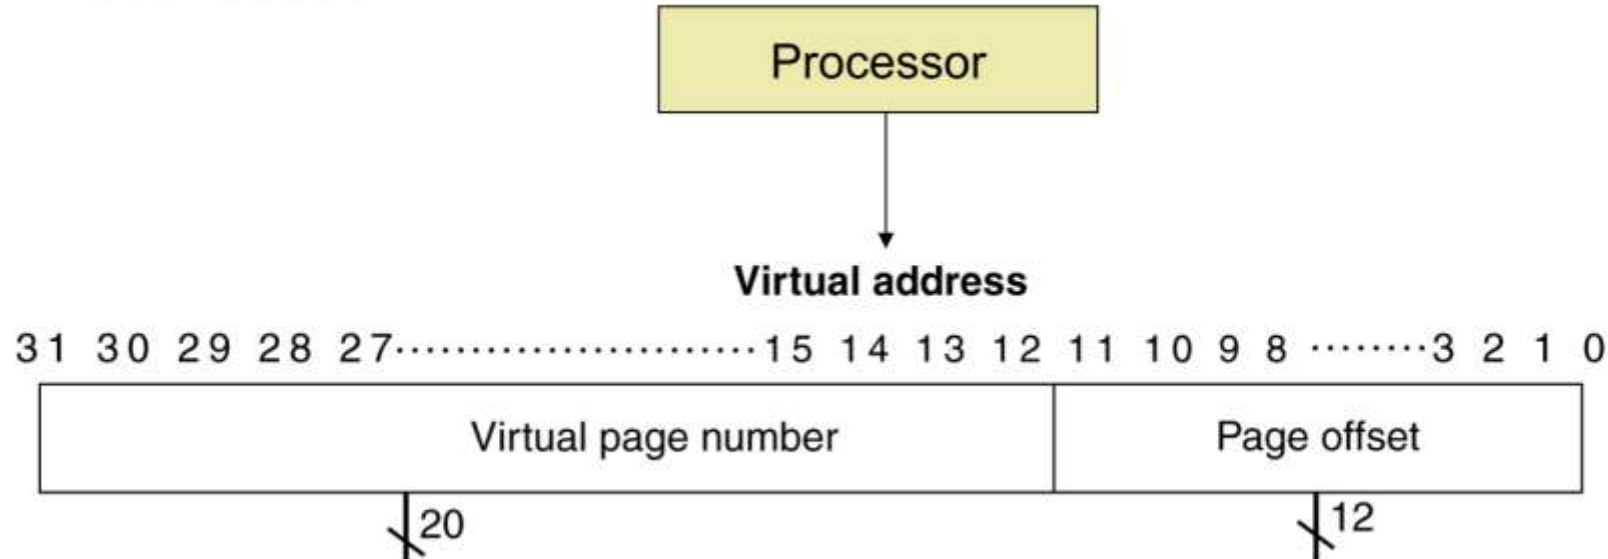 Processor
Virtual address
31 30 29 28 27······················15 14 13 12 11 10 9 8 ········3 2 1 0
Virtual page number Page offset
20 12